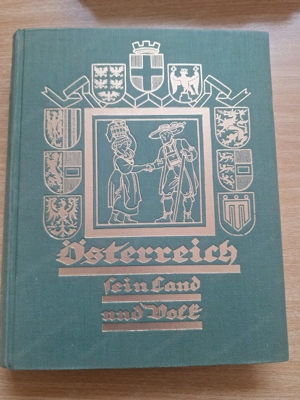 Österreich
sein Land
und Volk